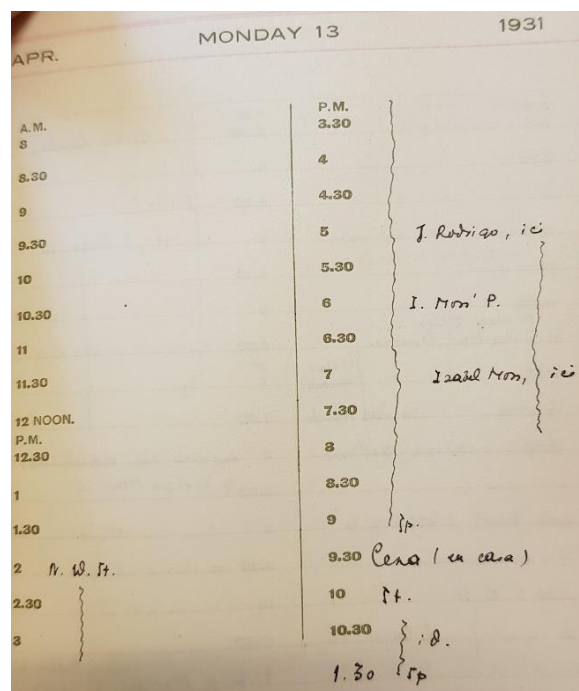 APR.
MONDAY 13
1931
A.M.
8
8.30
9
9.30
10
10.30
11
11.30
12 NOON.
P.M.
12.30
1
1.30
2 N. W. St.
2.30
3
P.M.
3.30
4
4.30
5 J. Rodrigo, ici
5.30
6 I. Mon' P.
6.30
7 Izabel Mon, ici
7.30
8
8.30
9 Sp.
9.30 Cena (en casa)
10 St.
10.30 id.
1.30 Sp